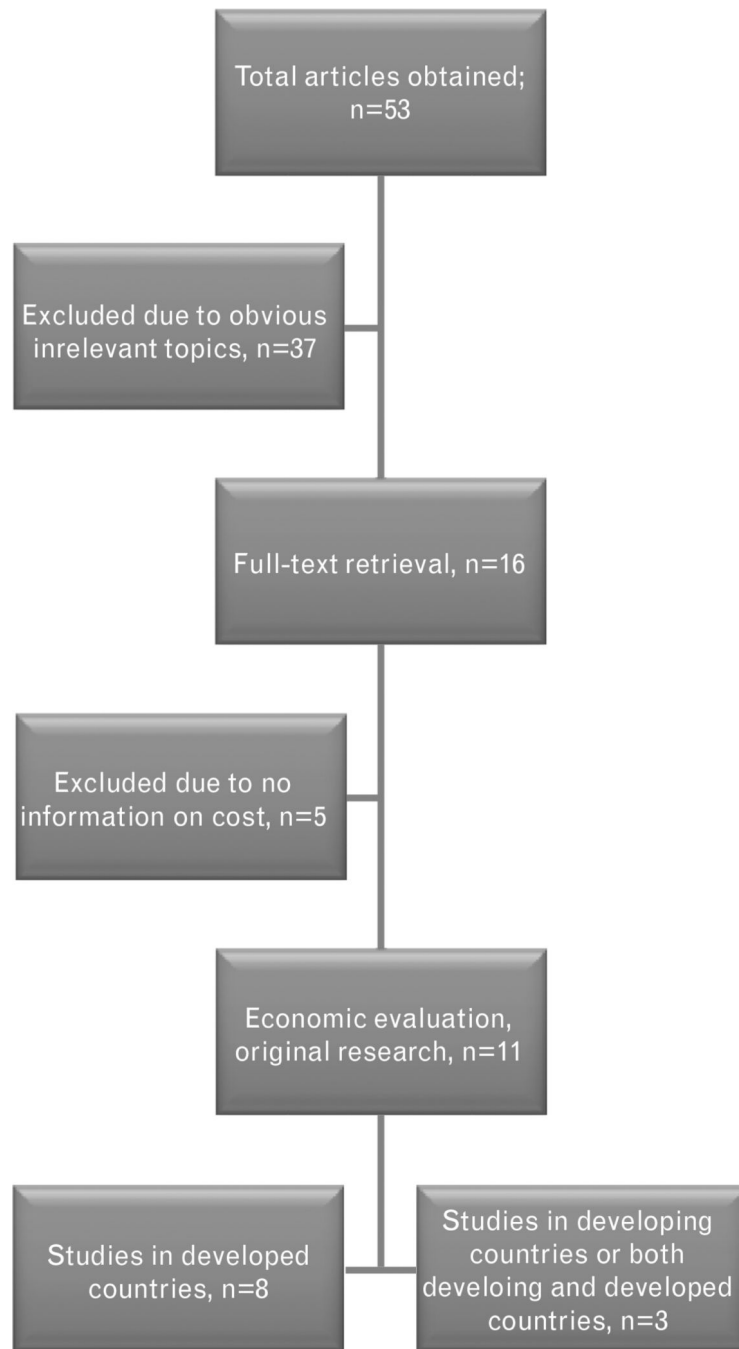 Total articles obtained;
n=53
Excluded due to obvious
inrelevant topics, n=37
Full-text retrieval, n=16
Excluded due to no
information on cost, n=5
Economic evaluation,
original research, n=11
Studies in developed
countries, n=8
Studies in developing
countries or both
develoing and developed
countries, n=3